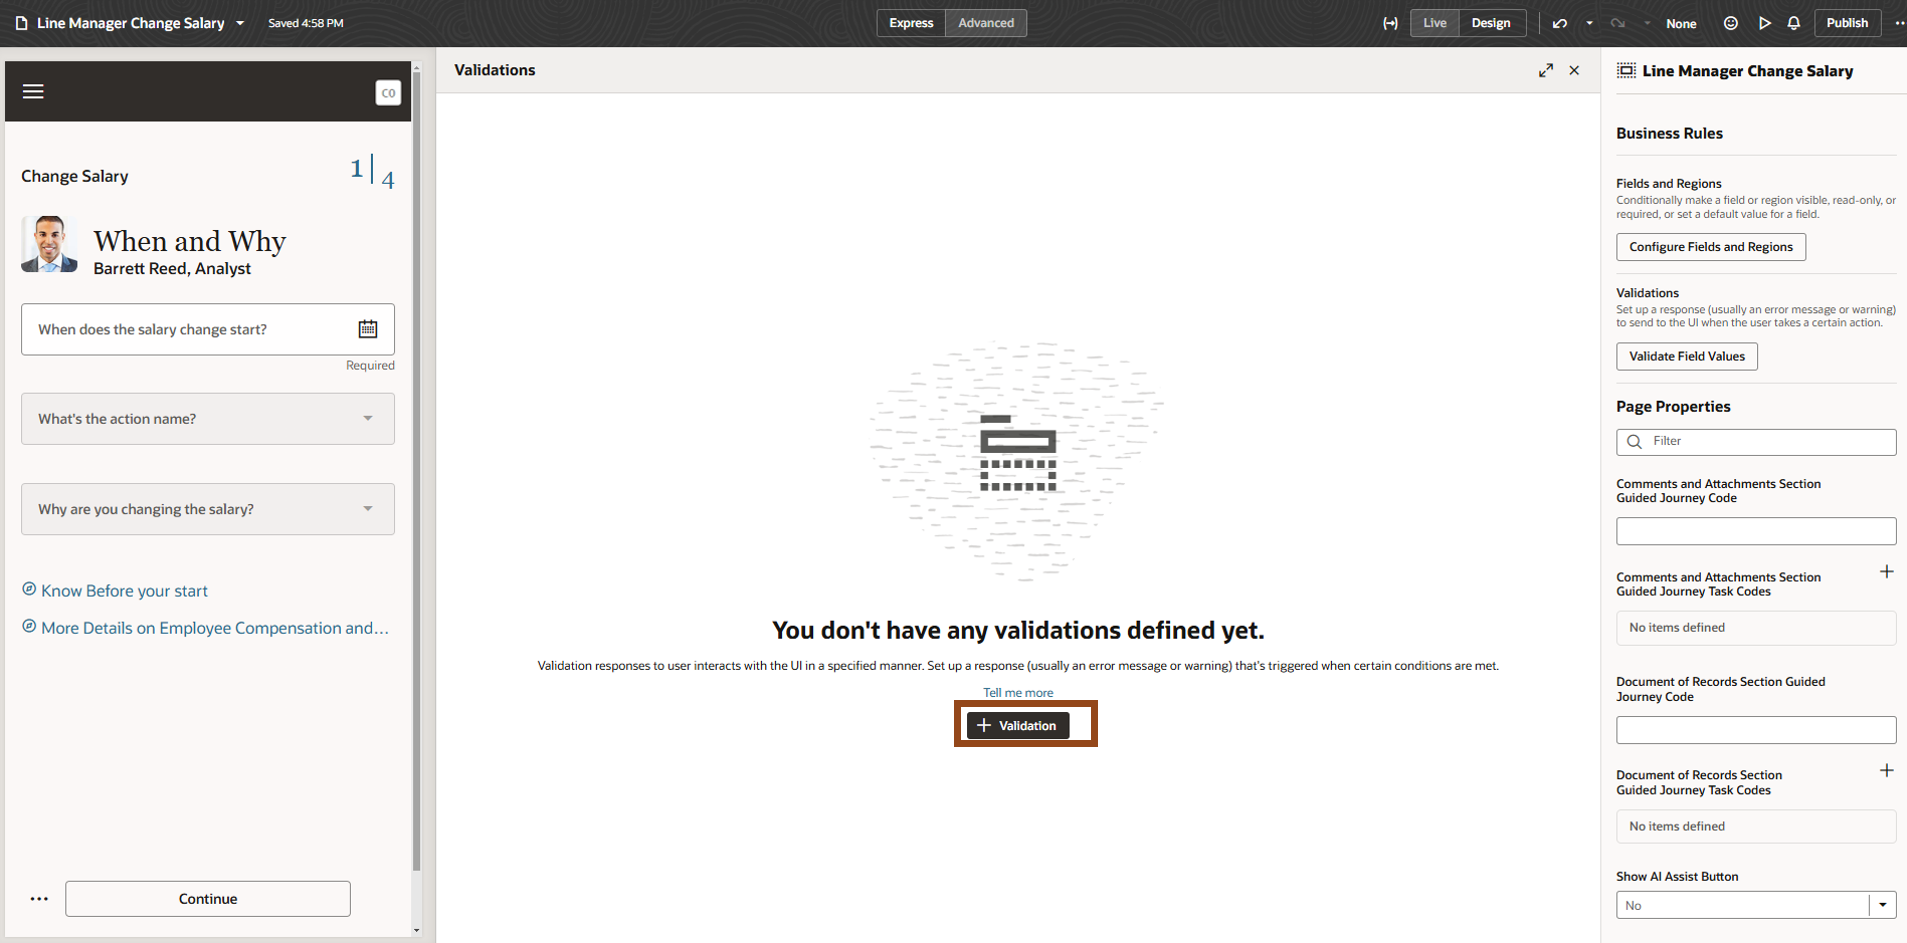 Line Manager Change Salary
Saved 4:58 PM
Express
Advanced
Live
Design
None
Publish
CO
Change Salary
1
4
When and Why
Barrett Reed, Analyst
When does the salary change start?
Required
What's the action name?
Why are you changing the salary?
Know Before your start
More Details on Employee Compensation and...
Continue
Validations
You don't have any validations defined yet.
Validation responses to user interacts with the UI in a specified manner. Set up a response (usually an error message or warning) that's triggered when certain conditions are met.
Tell me more
+ Validation
Line Manager Change Salary
Business Rules
Fields and Regions
Conditionally make a field or region visible, read-only, or
required, or set a default value for a field.
Configure Fields and Regions
Validations
Set up a response (usually an error message or warning)
to send to the UI when the user takes a certain action.
Validate Field Values
Page Properties
Filter
Comments and Attachments Section
Guided Journey Code
Comments and Attachments Section
Guided Journey Task Codes
No items defined
Document of Records Section Guided
Journey Code
Document of Records Section
Guided Journey Task Codes
No items defined
Show AI Assist Button
No